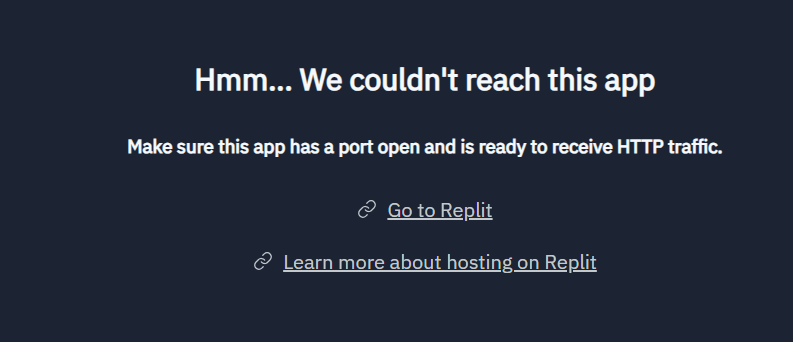 Hmm... We couldn't reach this app
Make sure this app has a port open and is ready to receive HTTP traffic.
Go to Replit
Learn more about hosting on Replit